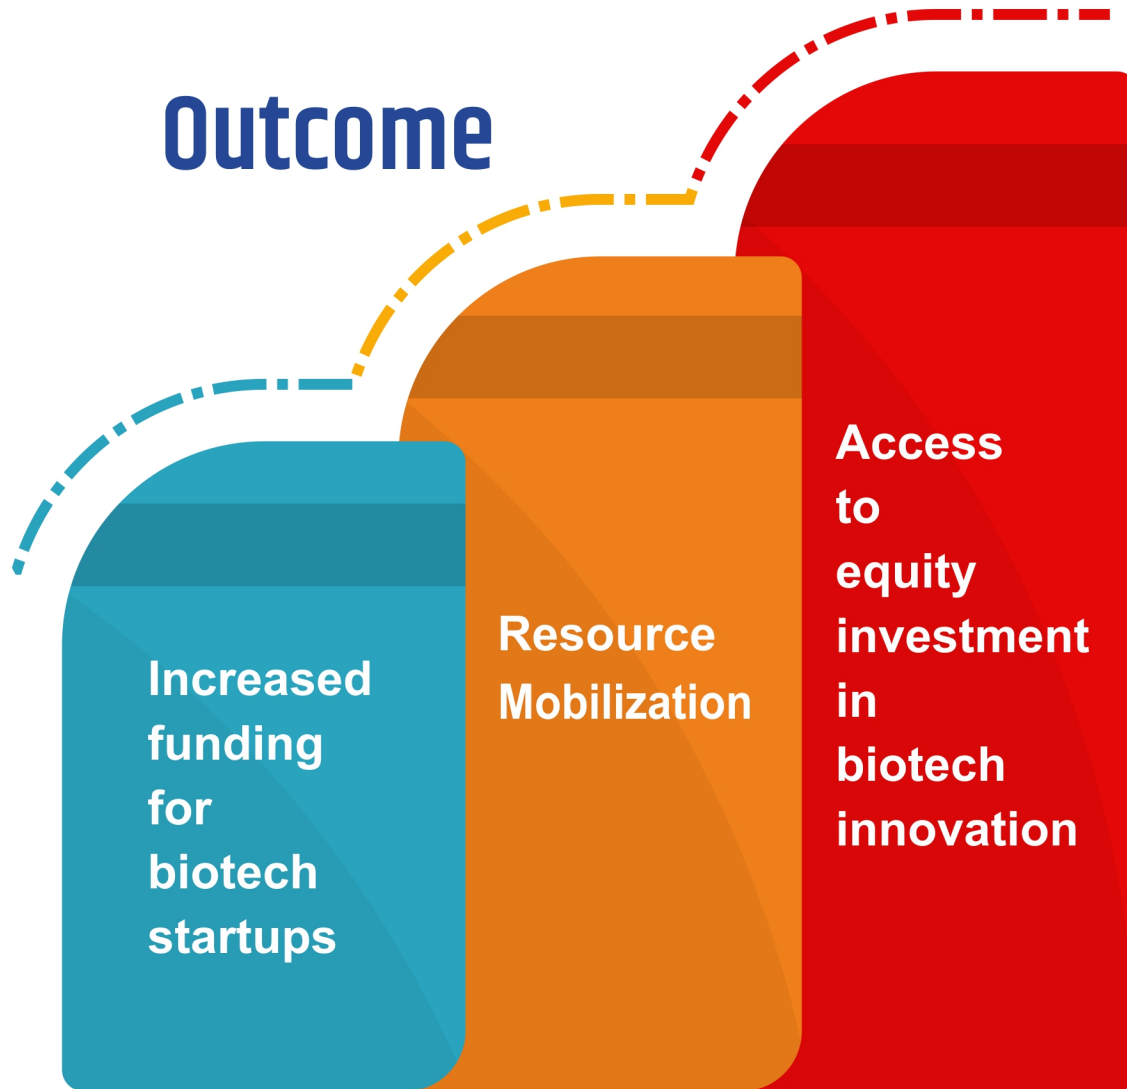 Outcome
Increased
funding
for
biotech
startups
Resource
Mobilization
Access
to
equity
investment
in
biotech
innovation